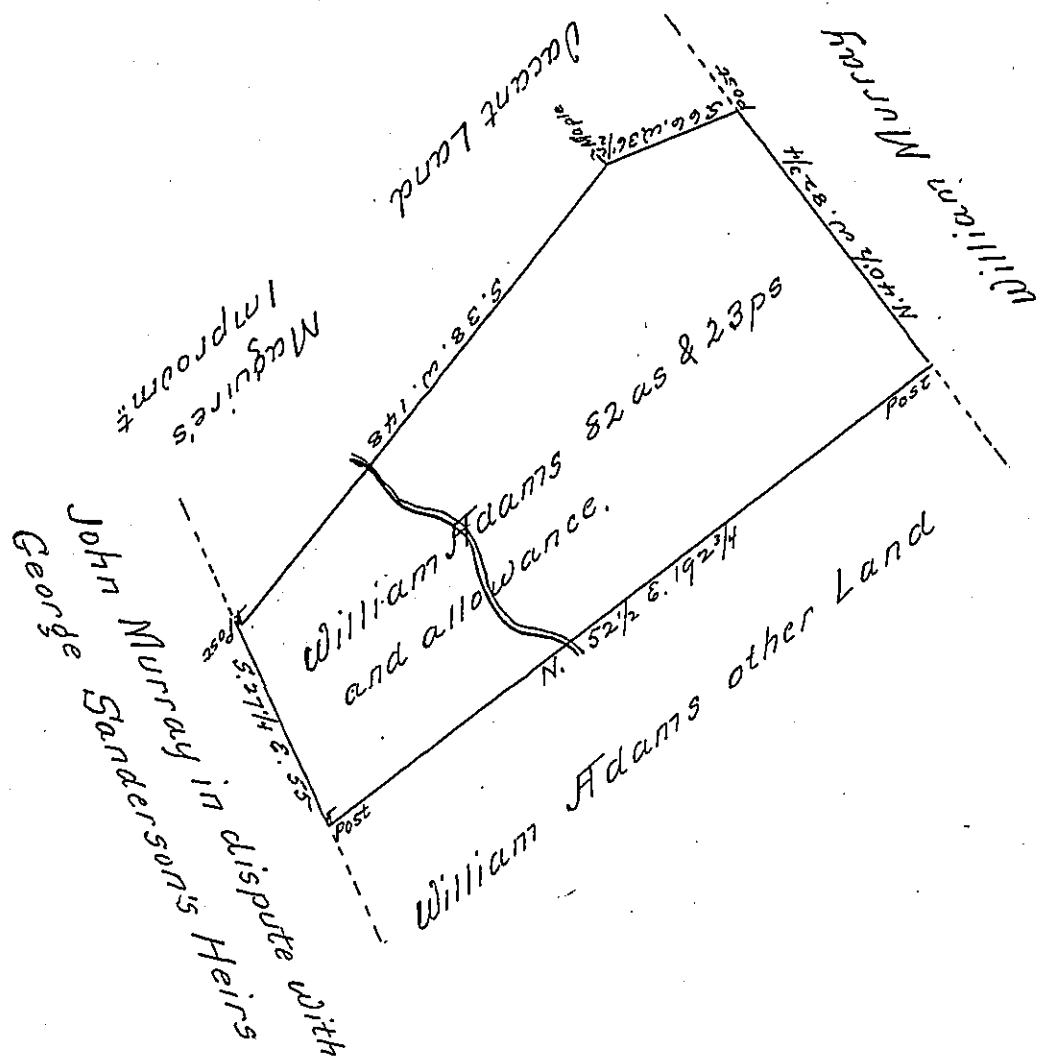 Vacant Land
William Murray
Post
S. 66. W 36 1/2
Maple
N. 40 1/2 W. 82 3/4
Post
S. 38. W. 148
Maguire's
Improvmt
William Adams 82 as & 23ps
and allowance.
Post
S. 27 1/4 E. 55
Post
N. 52 1/2 E. 192 3/4
William Adams other Land
John Murray in dispute with
George Sanderson's Heirs